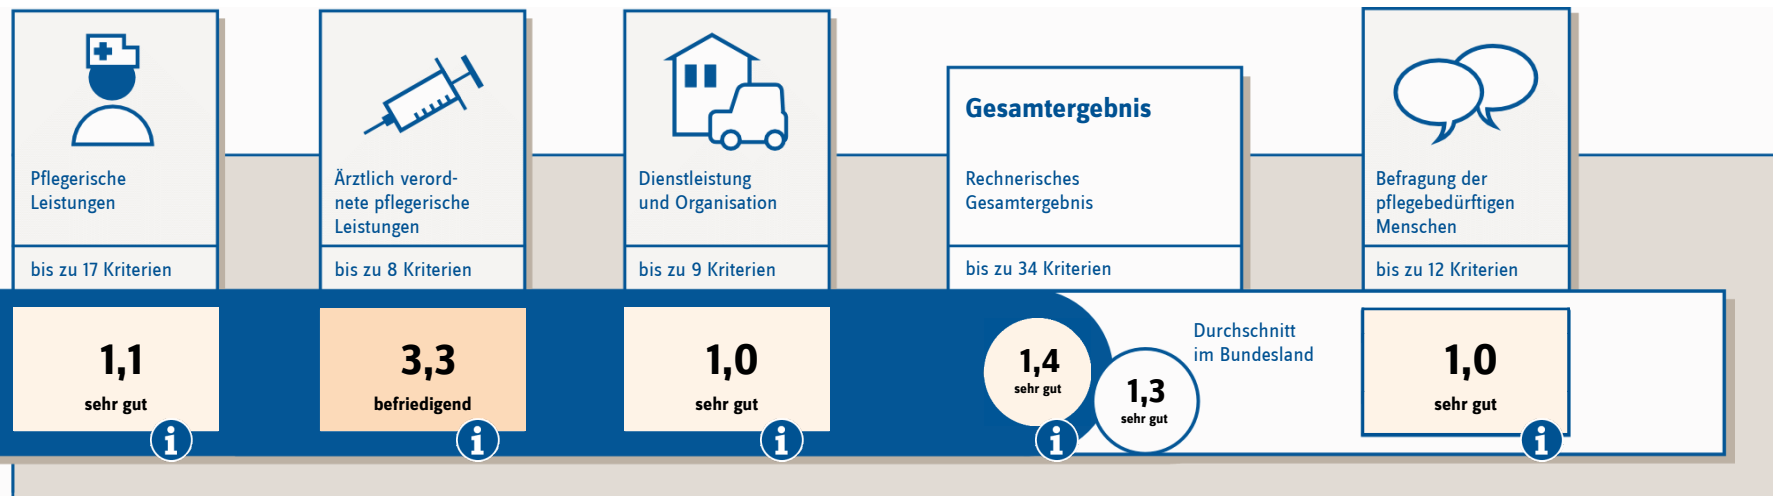 Pflegerische
Leistungen
bis zu 17 Kriterien
1,1
sehr gut
i
Ärztlich verord-
nete pflegerische
Leistungen
bis zu 8 Kriterien
3,3
befriedigend
i
Dienstleistung
und Organisation
bis zu 9 Kriterien
1,0
sehr gut
i
Gesamtergebnis
Rechnerisches
Gesamtergebnis
bis zu 34 Kriterien
1,4
sehr gut
i
1,3
sehr gut
Durchschnitt
im Bundesland
Befragung der
pflegebedürftigen
Menschen
bis zu 12 Kriterien
1,0
sehr gut
i